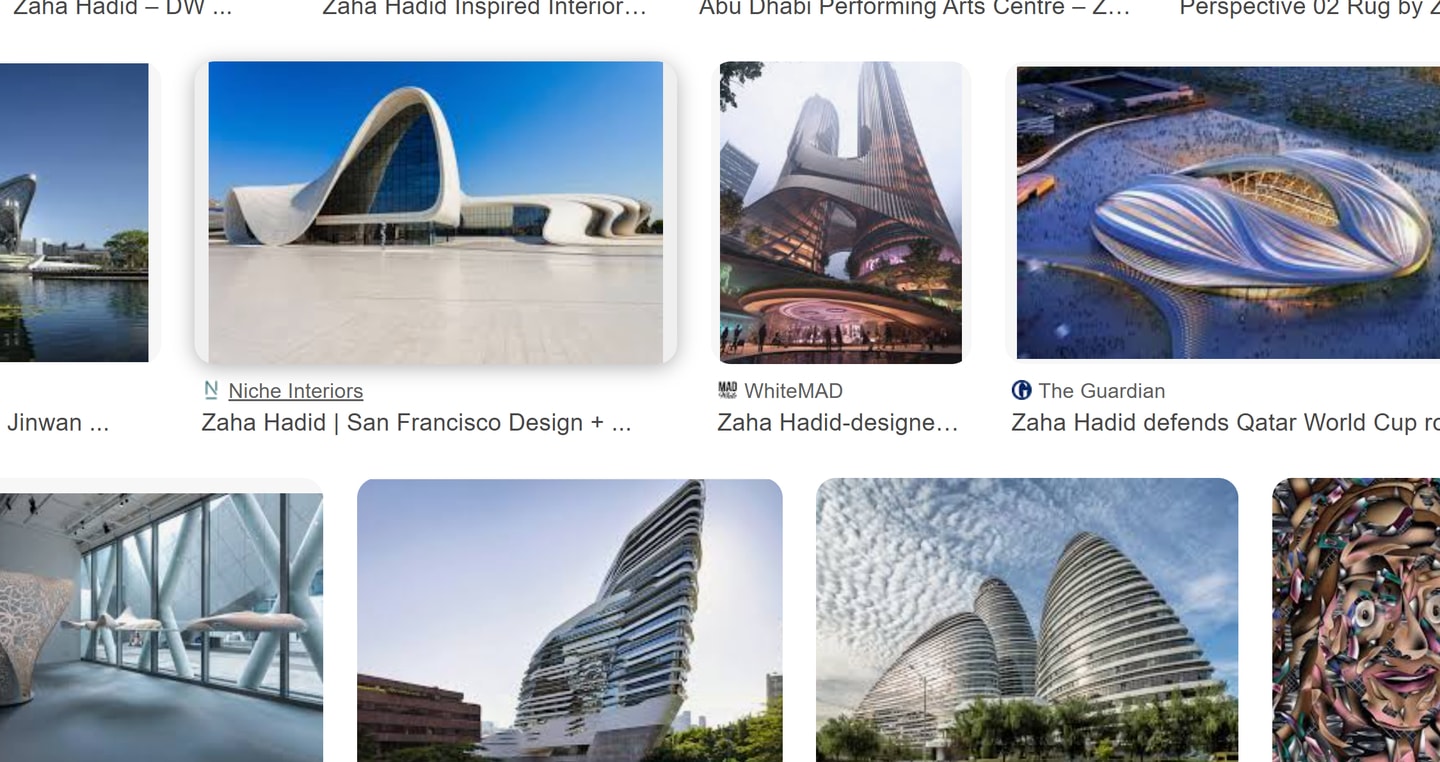 Zaha Hadid – DW ...
Zaha Hadid Inspired Interior...
Abu Dhabi Performing Arts Centre – Z...
Perspective 02 Rug by Z
N Niche Interiors
MAD WhiteMAD
G The Guardian
Jinwan ...
Zaha Hadid | San Francisco Design + ...
Zaha Hadid-designe...
Zaha Hadid defends Qatar World Cup ro